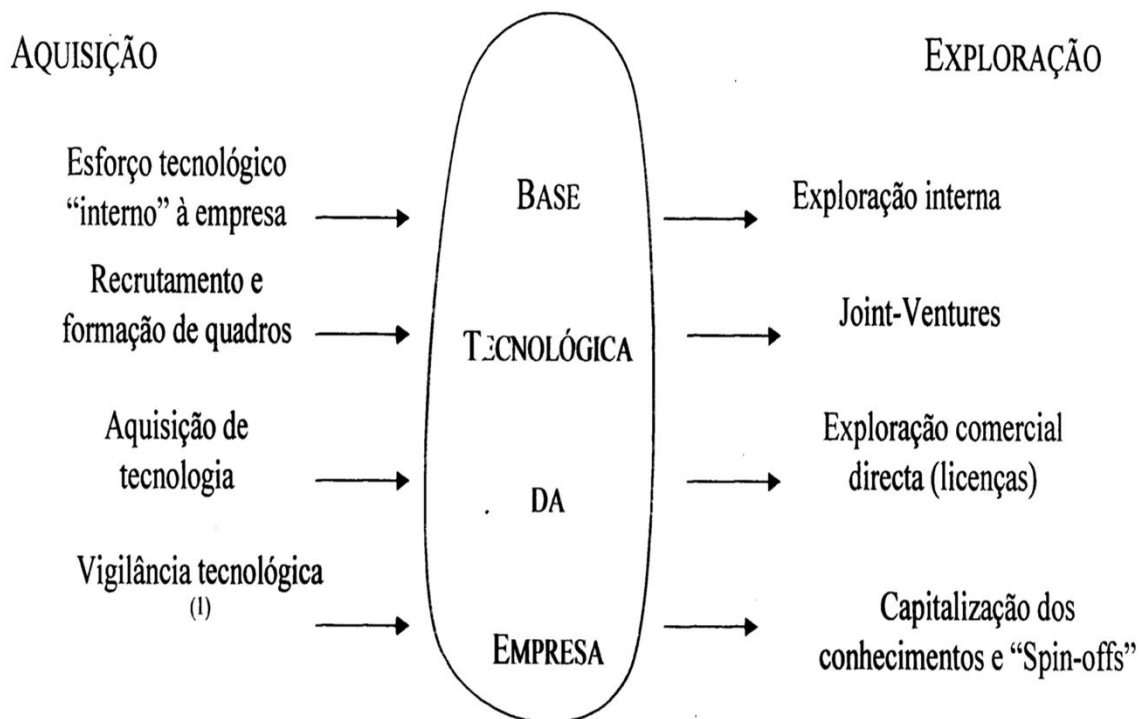 AQUISIÇÃO
Esforço tecnológico
“interno” à empresa
Recrutamento e
formação de quadros
Aquisição de
tecnologia
Vigilância tecnológica
(1)
BASE
TECNOLÓGICA
DA
EMPRESA
EXPLORAÇÃO
Exploração interna
Joint-Ventures
Exploração comercial
directa (licenças)
Capitalização dos
conhecimentos e “Spin-offs”